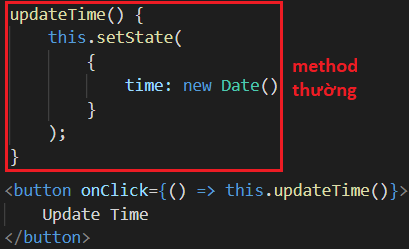 updateTime() {
this.setState(
{
time: new Date()
}
);
}
method
thường
<button onClick={() => this.updateTime()}>
Update Time
</button>